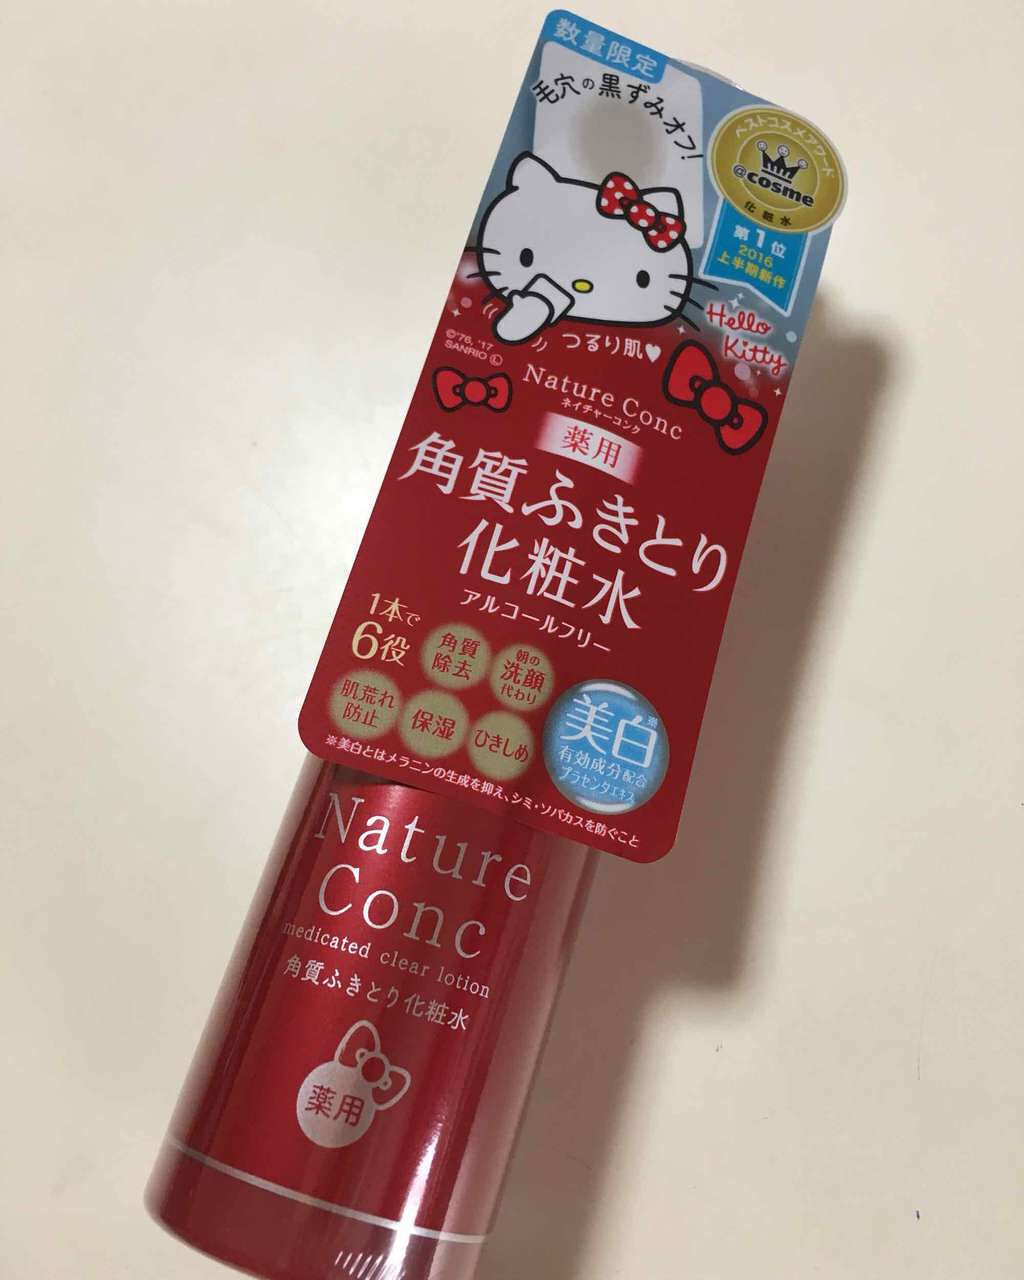 数量限定
毛穴の黒ずみオフ!
ベストコスメアワード
@cosme
化粧水
第1位
2016
上半期新作
Hello
Kitty
©'76, '17
SANRIO Ⓛ
つるり肌♥
Nature Conc
ネイチャーコンク
薬用
角質ふきとり
化粧水
アルコールフリー
1本で
6役
角質
除去
朝の
洗顔
代わり
肌荒れ
防止
保湿
ひきしめ
美白※
有効成分配合
プラセンタエキス
※美白とはメラニンの生成を抑え、シミ・ソバカスを防ぐこと
Nature
Conc
medicated clear lotion
角質ふきとり化粧水
薬用